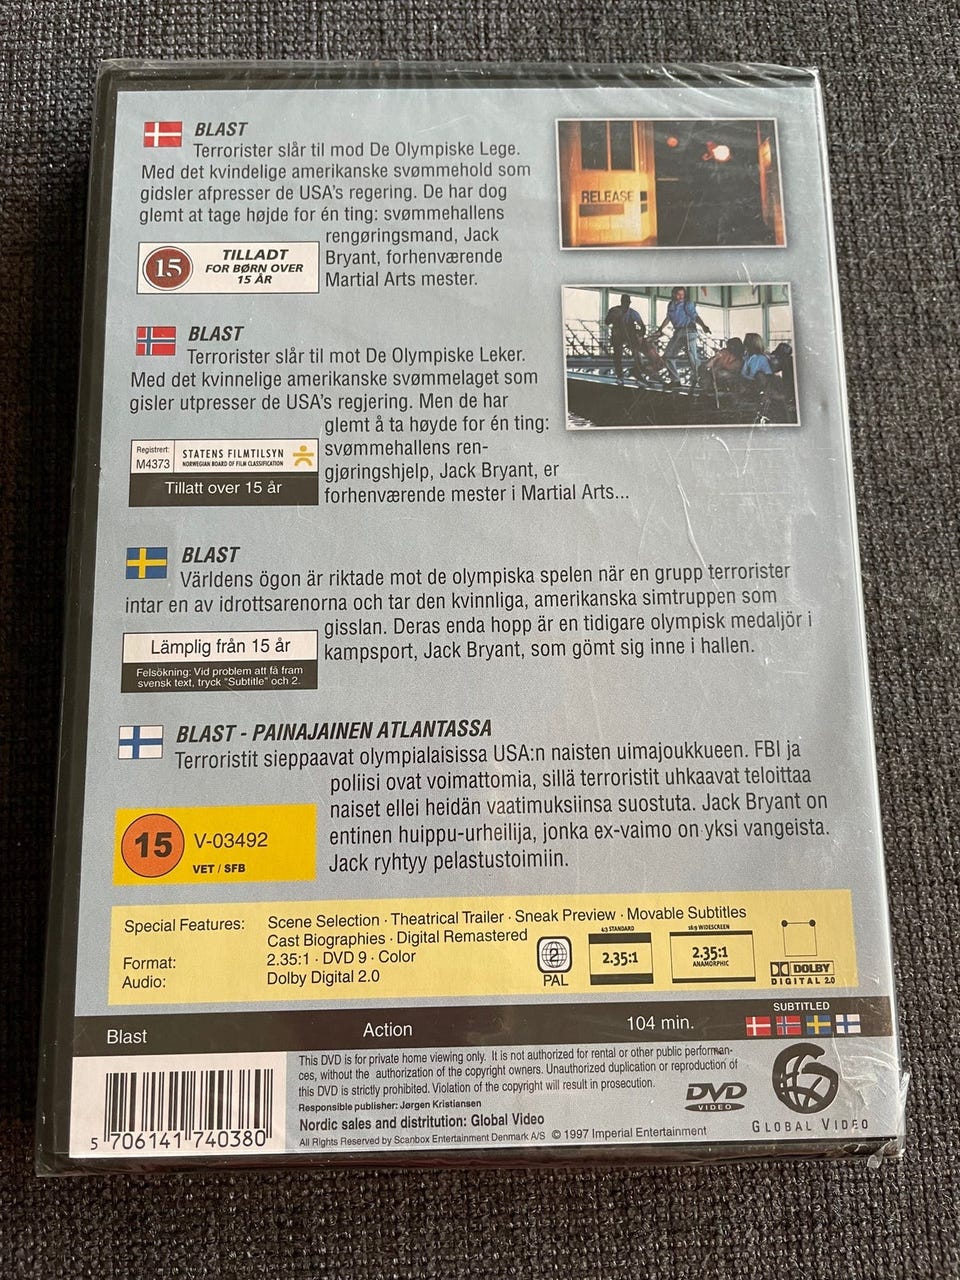 BLAST
Terrorister slår til mod De Olympiske Lege.
Med det kvindelige amerikanske svømmehold som
gidsler afpresser de USA's regering. De har dog
glemt at tage højde for én ting: svømmehallens
rengøringsmand, Jack
Bryant, forhenværende
Martial Arts mester.
15
TILLADT
FOR BØRN OVER
15 ÅR
RELEASE
BLAST
Terrorister slår til mot De Olympiske Leker.
Med det kvinnelige amerikanske svømmelaget som
gisler utpresser de USA's regjering. Men de har
glemt å ta høyde for én ting:
svømmehallens ren-
gjøringshjelp, Jack Bryant, er
forhenværende mester i Martial Arts...
Registrert:
M4373
STATENS FILMTILSYN
NORWEGIAN BOARD OF FILM CLASSIFICATION
Tillatt over 15 år
BLAST
Världens ögon är riktade mot de olympiska spelen när en grupp terrorister
intar en av idrottsarenorna och tar den kvinnliga, amerikanska simtruppen som
gisslan. Deras enda hopp är en tidigare olympisk medaljör i
kampsport, Jack Bryant, som gömt sig inne i hallen.
Lämplig från 15 år
Felsökning: Vid problem att få fram
svensk text, tryck "Subtitle" och 2.
BLAST - PAINAJAINEN ATLANTASSA
Terroristit sieppaavat olympialaisissa USA:n naisten uimajoukkueen. FBI ja
poliisi ovat voimattomia, sillä terroristit uhkaavat teloittaa
naiset ellei heidän vaatimuksiinsa suostuta. Jack Bryant on
entinen huippu-urheilija, jonka ex-vaimo on yksi vangeista.
Jack ryhtyy pelastustoimiin.
15
V-03492
VET / SFB
Special Features: Scene Selection · Theatrical Trailer · Sneak Preview · Movable Subtitles
Cast Biographies · Digital Remastered
Format: 2.35:1 · DVD 9 · Color
Audio: Dolby Digital 2.0
2
PAL
4:3 STANDARD
2.35:1
16:9 WIDESCREEN
2.35:1
ANAMORPHIC
DOLBY
DIGITAL 2.0
Blast Action 104 min.
SUBTITLED
5 706141 740380
This DVD is for private home viewing only. It is not authorized for rental or other public performan-
ces, without the authorization of the copyright owners. Unauthorized duplication or reproduction of
this DVD is strictly prohibited. Violation of the copyright will result in prosecution.
Responsible publisher: Jørgen Kristiansen
Nordic sales and distribution: Global Video
All Rights Reserved by Scanbox Entertainment Denmark A/S © 1997 Imperial Entertainment
DVD
VIDEO
GLOBAL VIDEO